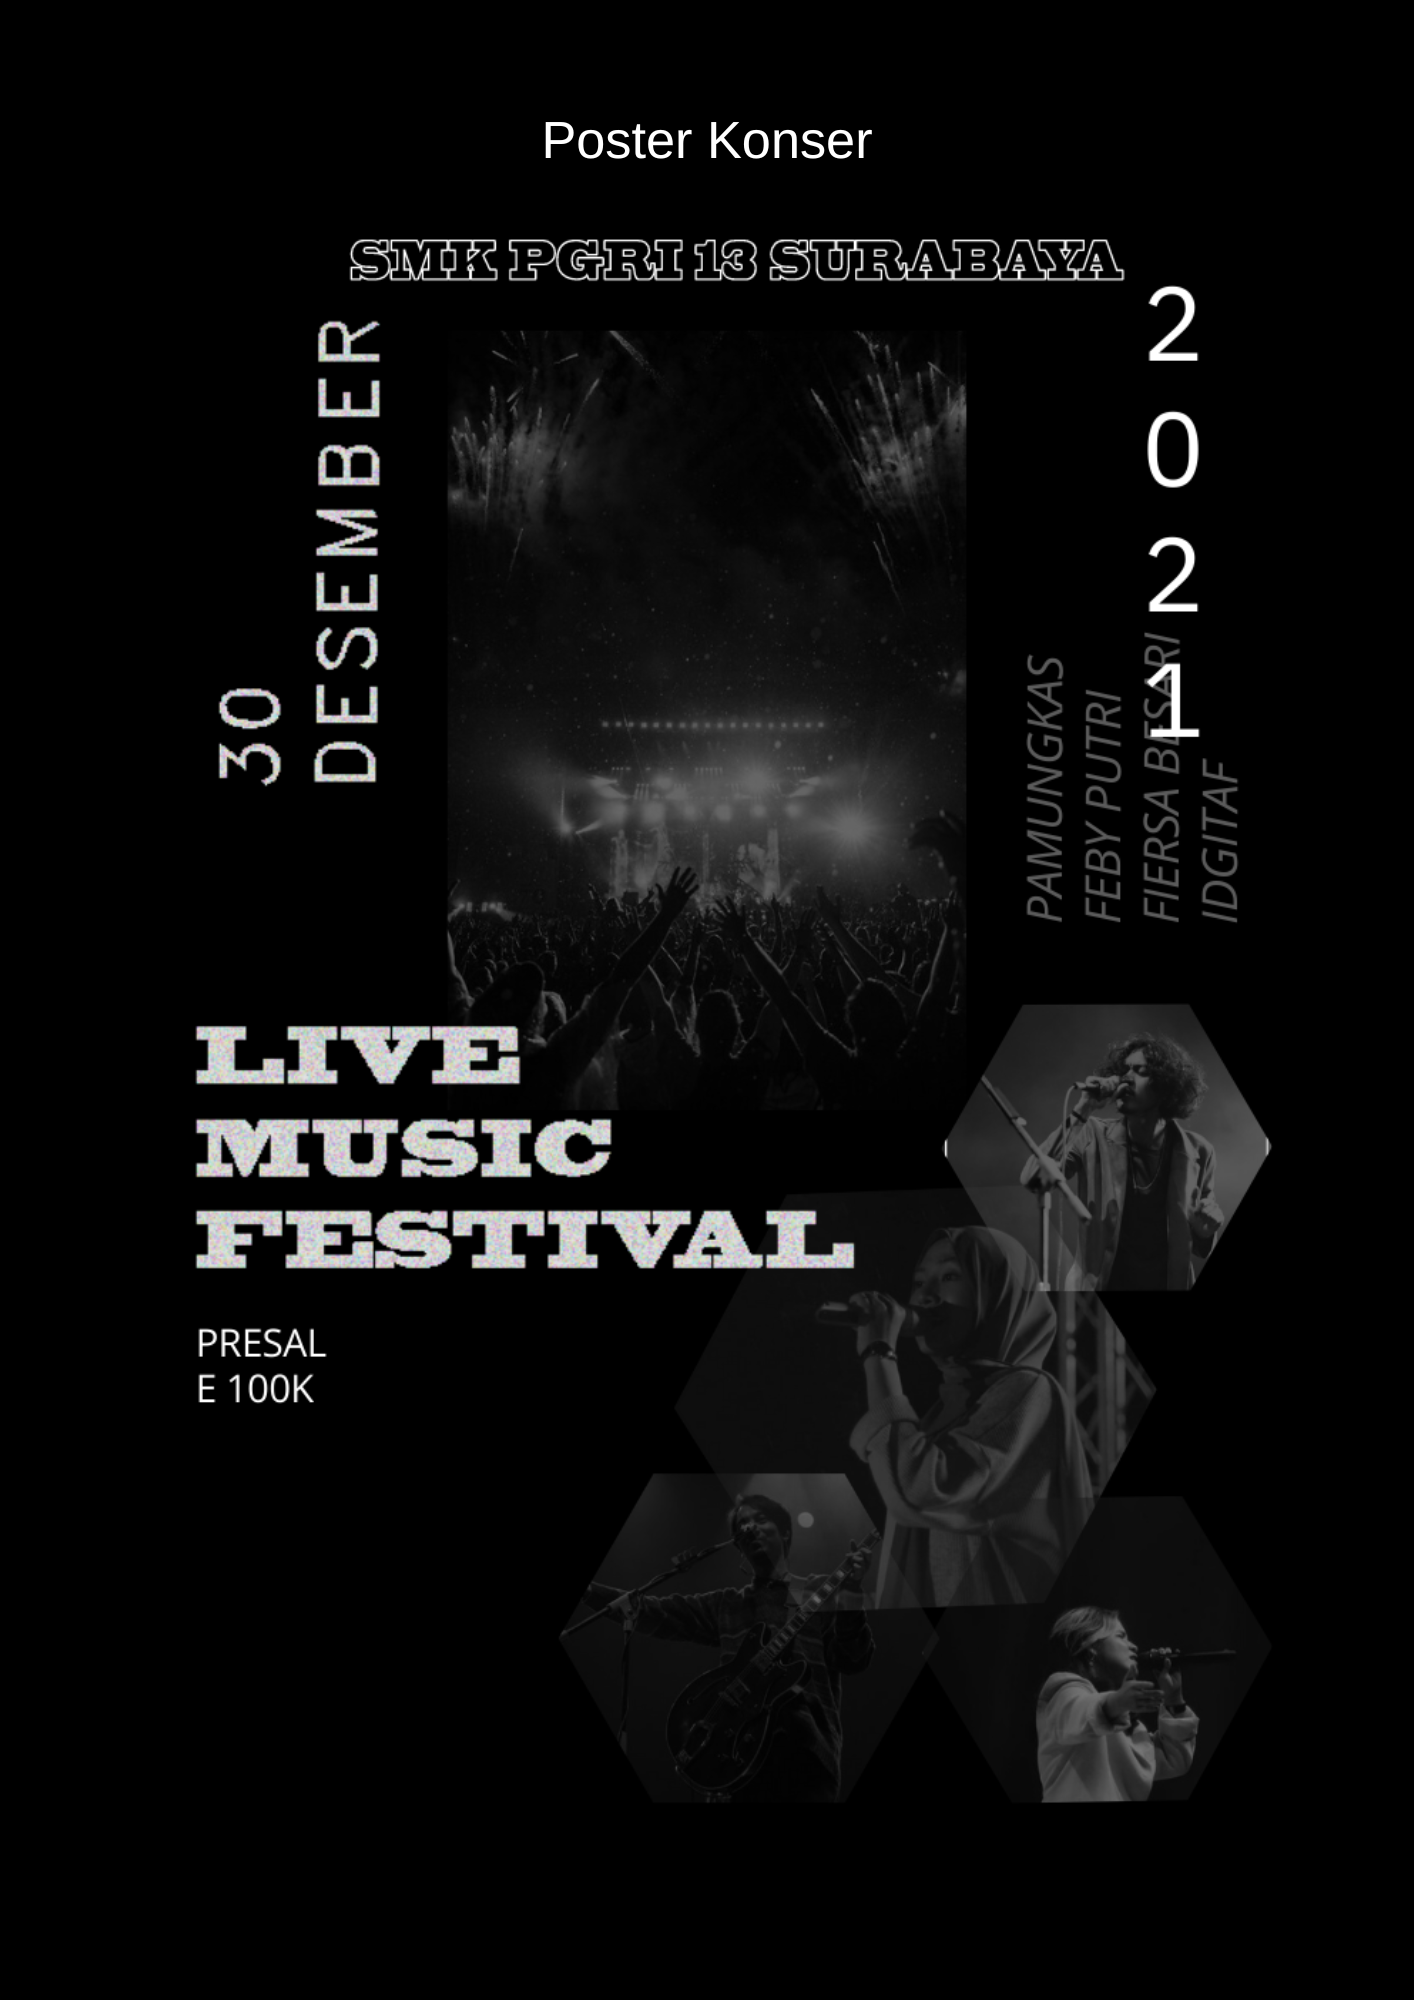 Poster Konser
SMK PGRI 13 SURABAYA
30
DESEMBER
2
0
2
1
PAMUNGKAS
FEBY PUTRI
FIERSA BESARI
IDGITAF
LIVE
MUSIC
FESTIVAL
PRESAL
E 100K